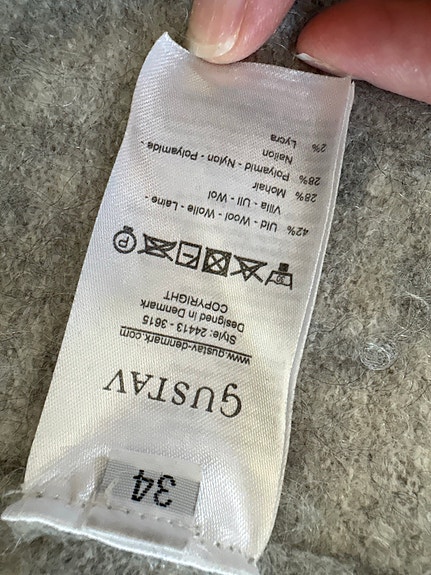 34
GUSTAV
www.gustav-denmark.com
Style: 24413 - 3615
Designed in Denmark
COPYRIGHT
42% Uld - Wool - Wolle - Laine -
Villa - Ull - Wol
28% Mohair
28% Polyamid - Nylon - Polyamide -
Nailon
2% Lycra